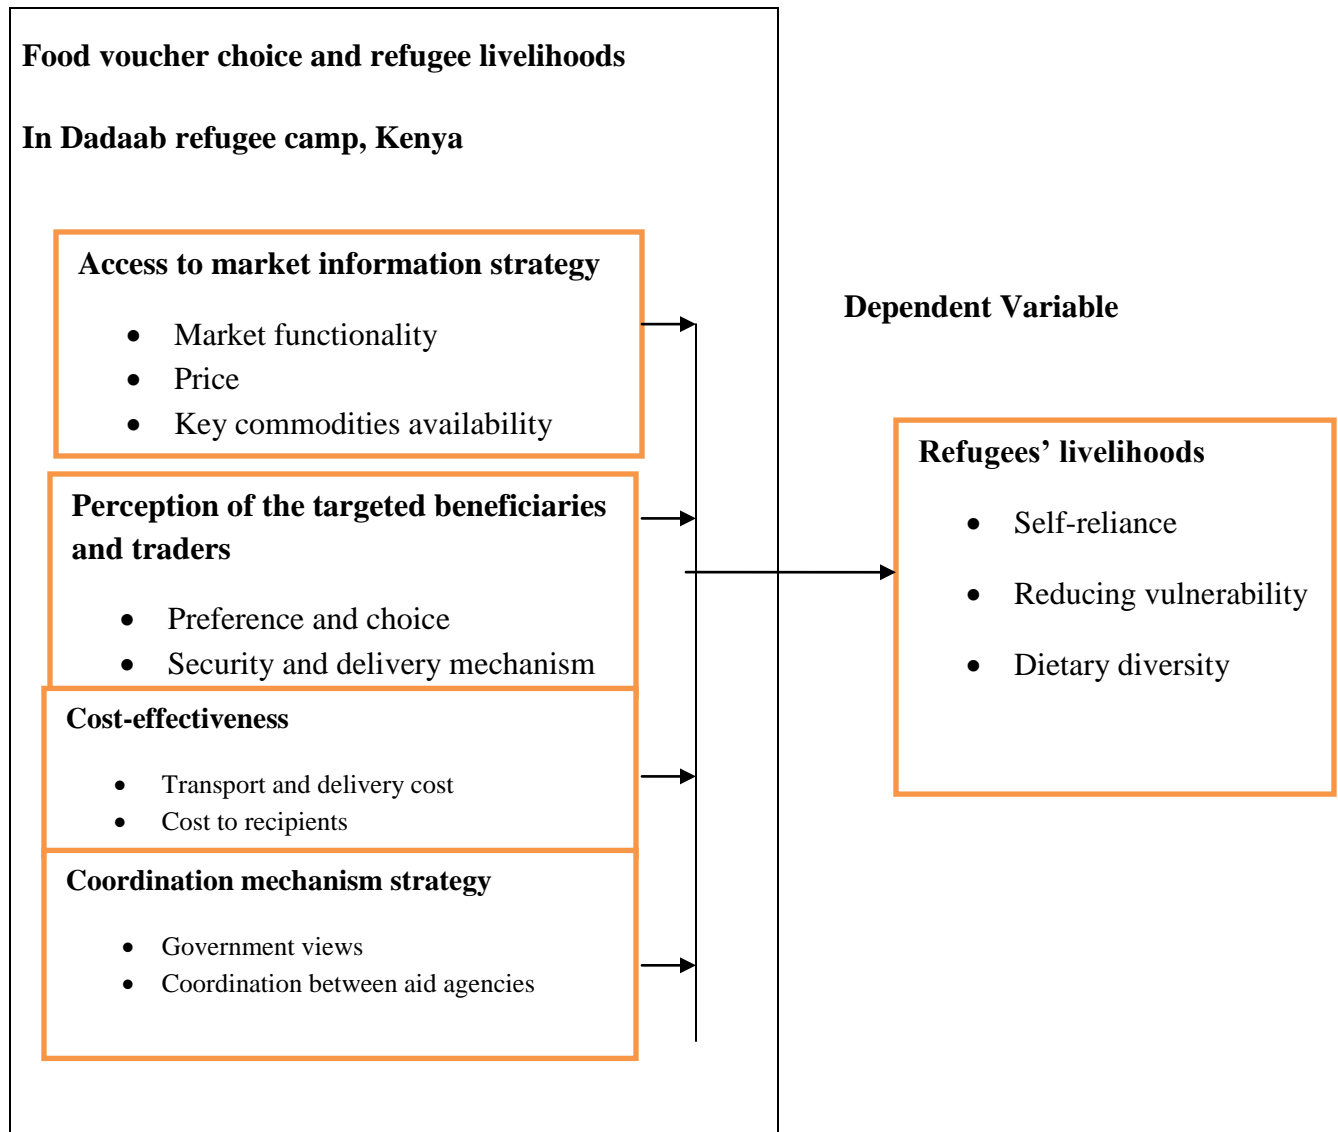 Food voucher choice and refugee livelihoods
In Dadaab refugee camp, Kenya
Access to market information strategy
• Market functionality
• Price
• Key commodities availability
Perception of the targeted beneficiaries
and traders
• Preference and choice
• Security and delivery mechanism
Cost-effectiveness
• Transport and delivery cost
• Cost to recipients
Coordination mechanism strategy
• Government views
• Coordination between aid agencies
Dependent Variable
Refugees’ livelihoods
• Self-reliance
• Reducing vulnerability
• Dietary diversity